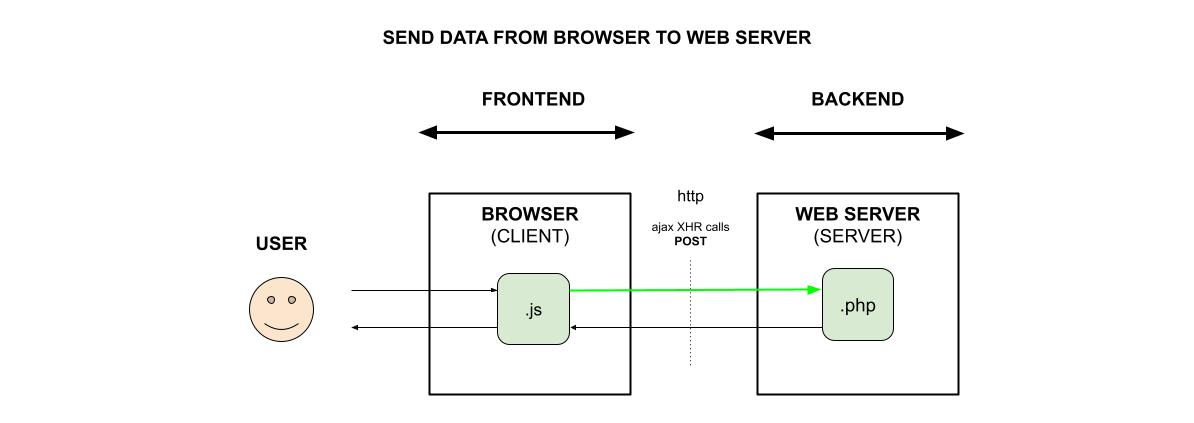 SEND DATA FROM BROWSER TO WEB SERVER
FRONTEND
BACKEND
http
ajax XHR calls
POST
BROWSER
(CLIENT)
WEB SERVER
(SERVER)
USER
.js
.php